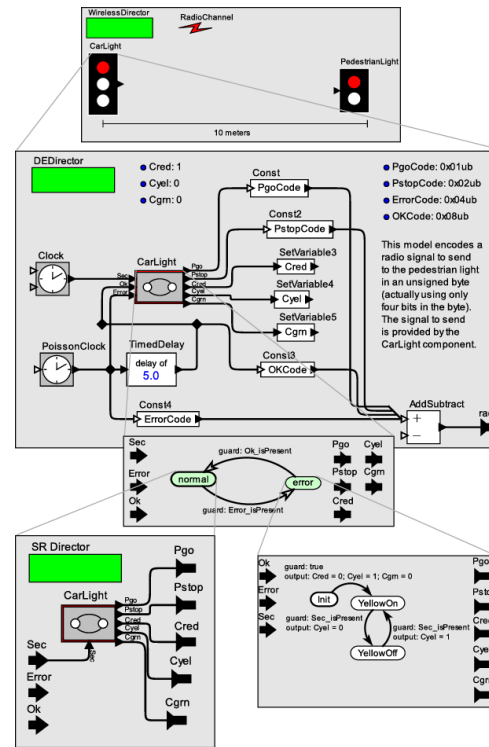 WirelessDirector
RadioChannel
CarLight
PedestrianLight
10 meters
DEDirector
Cred: 1
Cyel: 0
Cgrn: 0
PgoCode: 0x01ub
PstopCode: 0x02ub
ErrorCode: 0x04ub
OKCode: 0x08ub
This model encodes a
radio signal to send
to the pedestrian light
in an unsigned byte
(actually using only
four bits in the byte).
The signal to send
is provided by the
CarLight component.
Const
PgoCode
Const2
PstopCode
SetVariable3
Cred
SetVariable4
Cyel
SetVariable5
Cgrn
Clock
CarLight
Sec
Ok
Error
Pgo
Pstop
Cred
Cyel
Cgrn
PoissonClock
TimedDelay
delay of
5.0
Const3
OKCode
Const4
ErrorCode
AddSubtract
+
−
Sec
Error
Ok
guard: Ok_isPresent
normal
error
guard: Error_isPresent
Pgo
Cyel
Pstop
Cgrn
Cred
SR Director
CarLight
Pgo
Pstop
Cred
Cyel
Cgrn
Sec
Sec
Error
Ok
Pgo
Pstop
Cred
Cyel
Cgrn
Ok
Error
Sec
guard: true
output: Cred = 0; Cyel = 1; Cgrn = 0
Init
YellowOn
guard: Sec_isPresent
output: Cyel = 0
guard: Sec_isPresent
output: Cyel = 1
YellowOff
Pgo